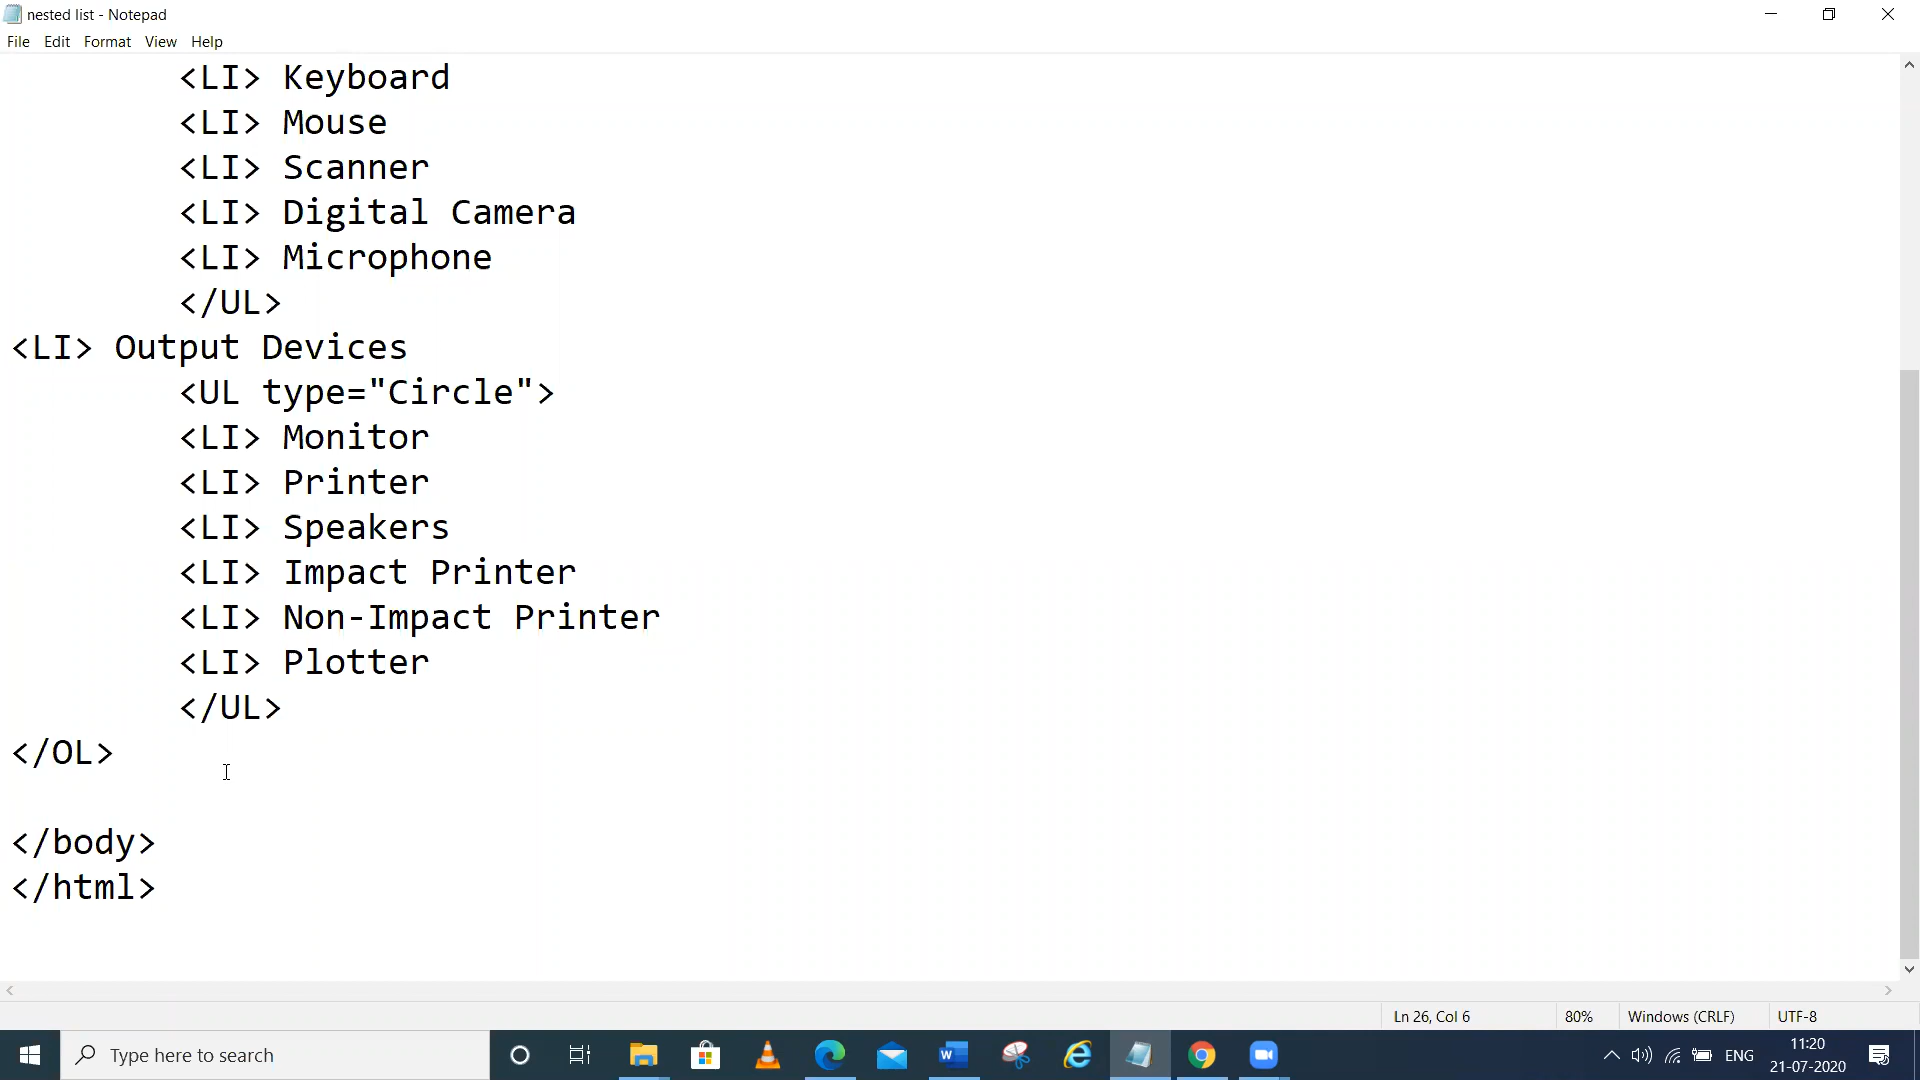 nested list - Notepad
File Edit Format View Help
<LI> Keyboard
<LI> Mouse
<LI> Scanner
<LI> Digital Camera
<LI> Microphone
</UL>
<LI> Output Devices
<UL type="Circle">
<LI> Monitor
<LI> Printer
<LI> Speakers
<LI> Impact Printer
<LI> Non-Impact Printer
<LI> Plotter
</UL>
</OL>
</body>
</html>
Ln 26, Col 6 80% Windows (CRLF) UTF-8
Type here to search
W
ENG
11:20
21-07-2020